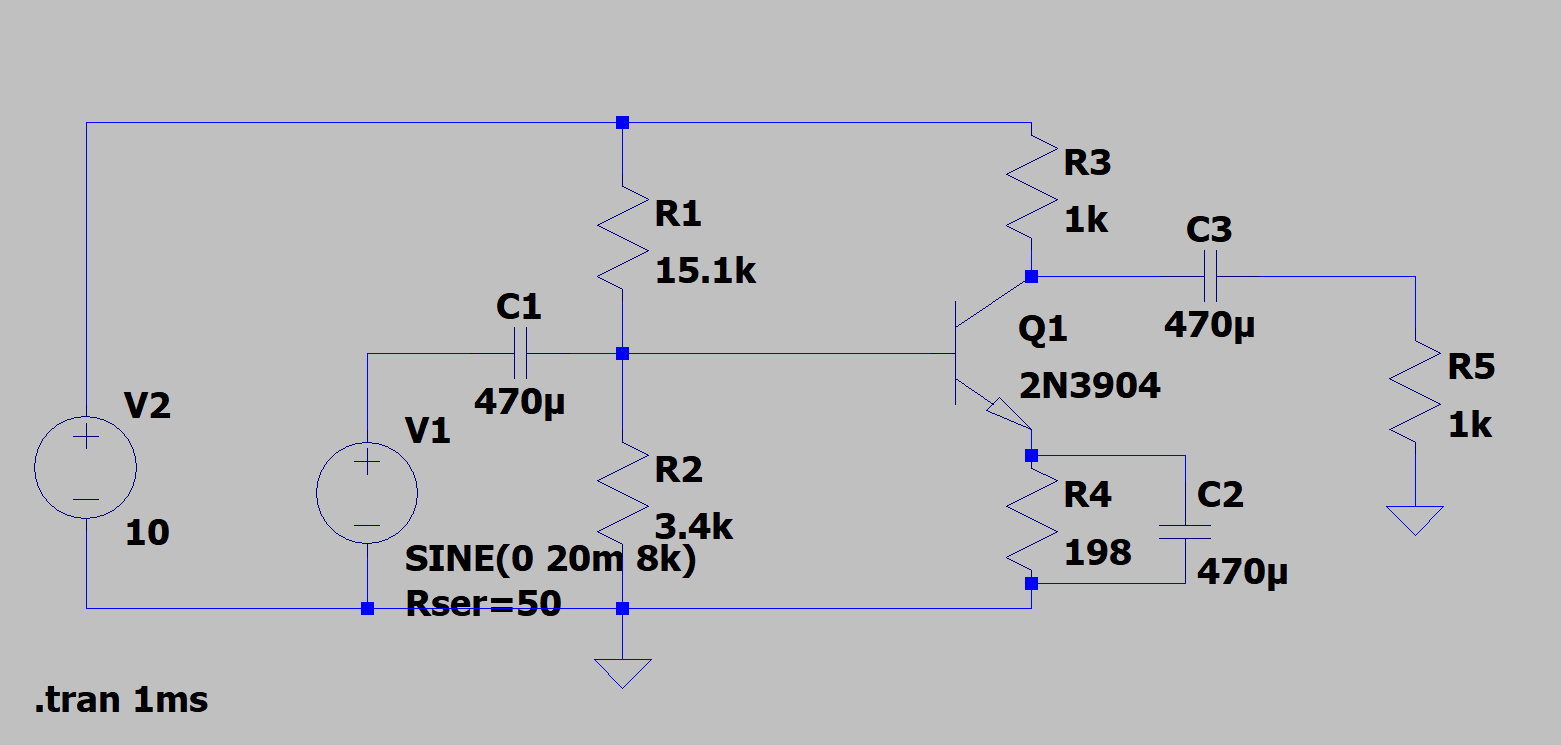 R3
1k
R1
15.1k
C3
470µ
C1
470µ
Q1
2N3904
R5
1k
V2
10
V1
SINE(0 20m 8k)
Rser=50
R2
3.4k
R4
198
C2
470µ
.tran 1ms